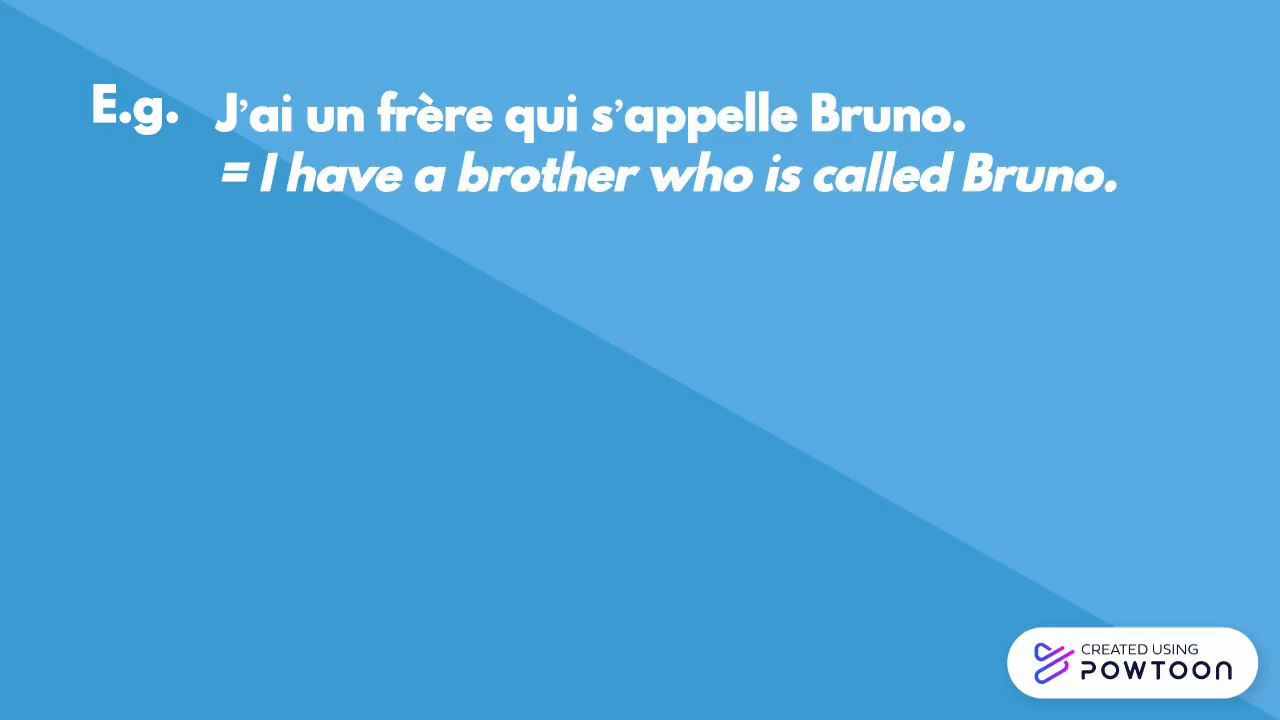 E.g. J’ai un frère qui s’appelle Bruno.
= I have a brother who is called Bruno.
CREATED USING
POWTOON